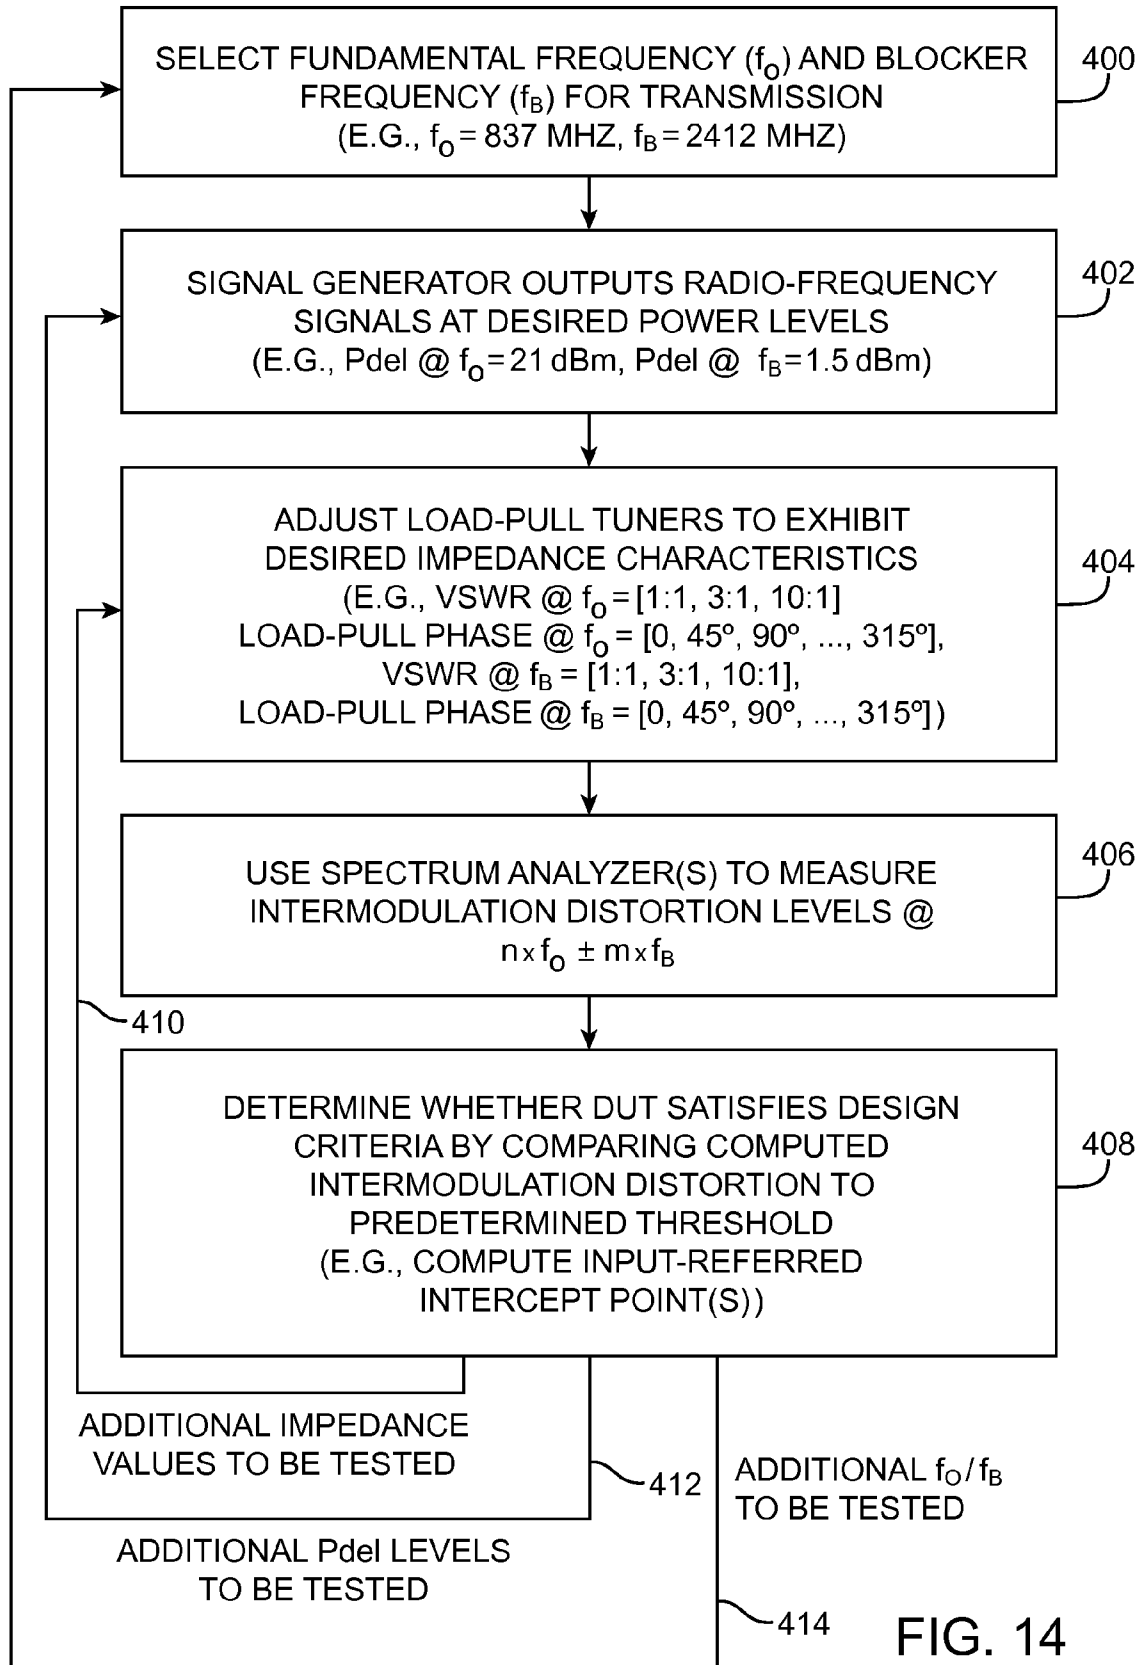 SELECT FUNDAMENTAL FREQUENCY (fo) AND BLOCKER
FREQUENCY (fB) FOR TRANSMISSION
(E.G., fo = 837 MHZ, fB = 2412 MHZ)
400
SIGNAL GENERATOR OUTPUTS RADIO-FREQUENCY
SIGNALS AT DESIRED POWER LEVELS
(E.G., Pdel @ fo = 21 dBm, Pdel @ fB = 1.5 dBm)
402
ADJUST LOAD-PULL TUNERS TO EXHIBIT
DESIRED IMPEDANCE CHARACTERISTICS
(E.G., VSWR @ fo = [1:1, 3:1, 10:1]
LOAD-PULL PHASE @ fo = [0, 45º, 90º, ..., 315º],
VSWR @ fB = [1:1, 3:1, 10:1],
LOAD-PULL PHASE @ fB = [0, 45º, 90º, ..., 315º])
404
USE SPECTRUM ANALYZER(S) TO MEASURE
INTERMODULATION DISTORTION LEVELS @
n x fo ± m x fB
406
410
DETERMINE WHETHER DUT SATISFIES DESIGN
CRITERIA BY COMPARING COMPUTED
INTERMODULATION DISTORTION TO
PREDETERMINED THRESHOLD
(E.G., COMPUTE INPUT-REFERRED
INTERCEPT POINT(S))
408
ADDITIONAL IMPEDANCE
VALUES TO BE TESTED
412
ADDITIONAL fO/fB
TO BE TESTED
ADDITIONAL Pdel LEVELS
TO BE TESTED
414
FIG. 14